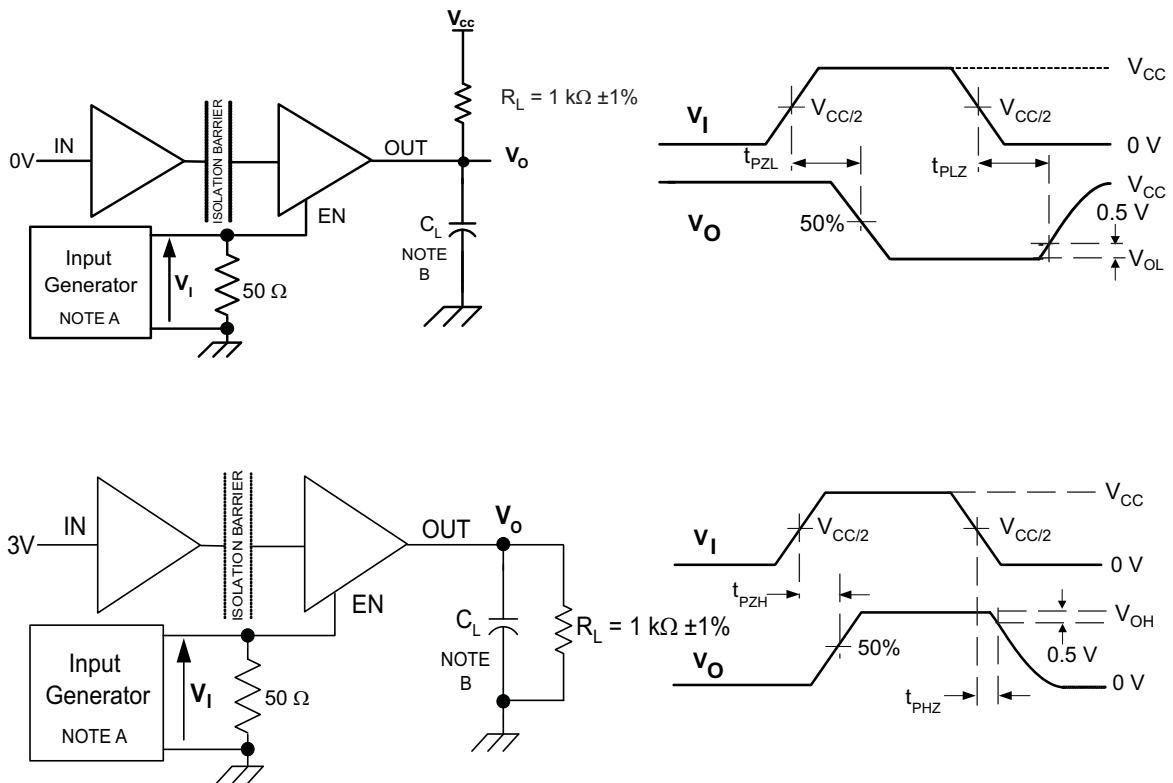 Vcc
RL = 1 kΩ ±1%
0V
IN
ISOLATION BARRIER
OUT
VO
EN
CL
NOTE
B
Input
Generator
NOTE A
VI
50 Ω
VCC
VCC/2
VCC/2
VI
0 V
tPZL
tPLZ
VCC
0.5 V
VO
50%
VOL
3V
IN
ISOLATION BARRIER
OUT
VO
EN
CL
NOTE
B
RL = 1 kΩ ±1%
Input
Generator
NOTE A
VI
50 Ω
VCC
VCC/2
VCC/2
VI
0 V
tPZH
VOH
50%
0.5 V
VO
0 V
tPHZ